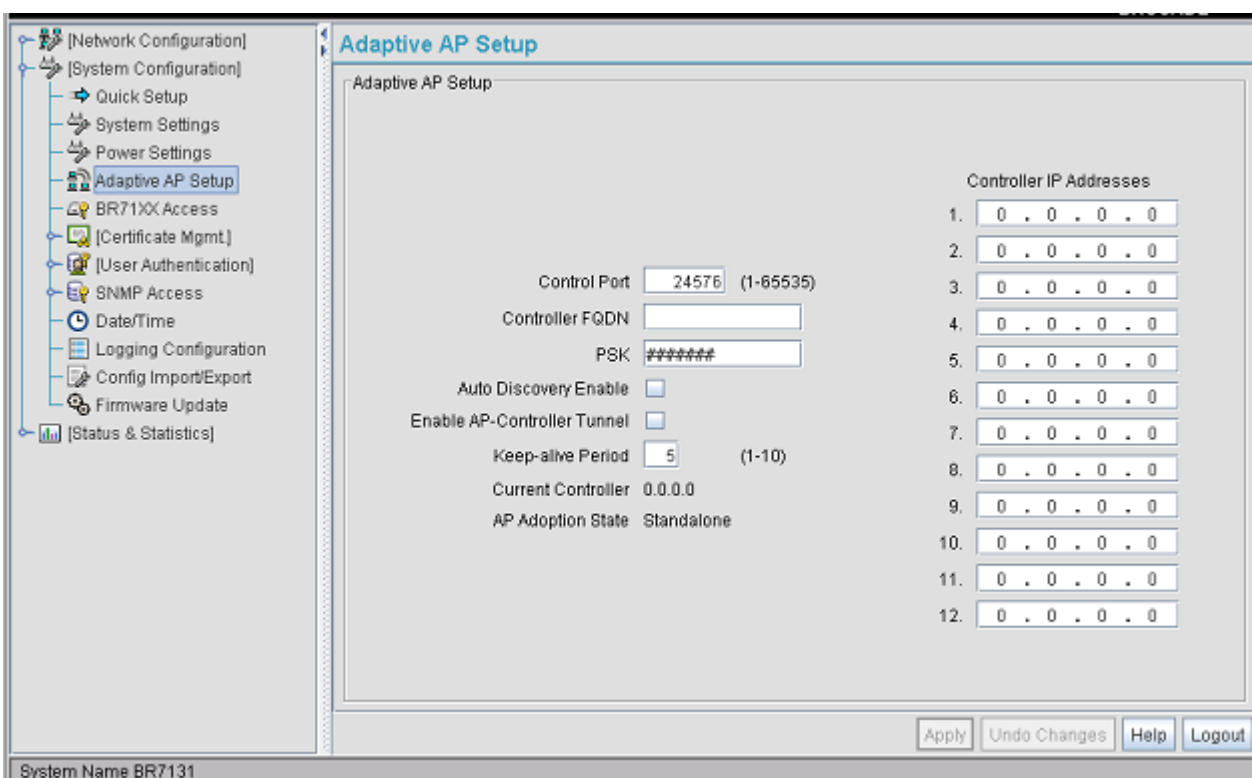 [Network Configuration]
[System Configuration]
Quick Setup
System Settings
Power Settings
Adaptive AP Setup
BR71XX Access
[Certificate Mgmt.]
[User Authentication]
SNMP Access
Date/Time
Logging Configuration
Config Import/Export
Firmware Update
[Status & Statistics]
Adaptive AP Setup
Adaptive AP Setup
Control Port 24576 (1-65535)
Controller FQDN
PSK #######
Auto Discovery Enable
Enable AP-Controller Tunnel
Keep-alive Period 5 (1-10)
Current Controller 0.0.0.0
AP Adoption State Standalone
Controller IP Addresses
1. 0 . 0 . 0 . 0
2. 0 . 0 . 0 . 0
3. 0 . 0 . 0 . 0
4. 0 . 0 . 0 . 0
5. 0 . 0 . 0 . 0
6. 0 . 0 . 0 . 0
7. 0 . 0 . 0 . 0
8. 0 . 0 . 0 . 0
9. 0 . 0 . 0 . 0
10. 0 . 0 . 0 . 0
11. 0 . 0 . 0 . 0
12. 0 . 0 . 0 . 0
Apply Undo Changes Help Logout
System Name BR7131